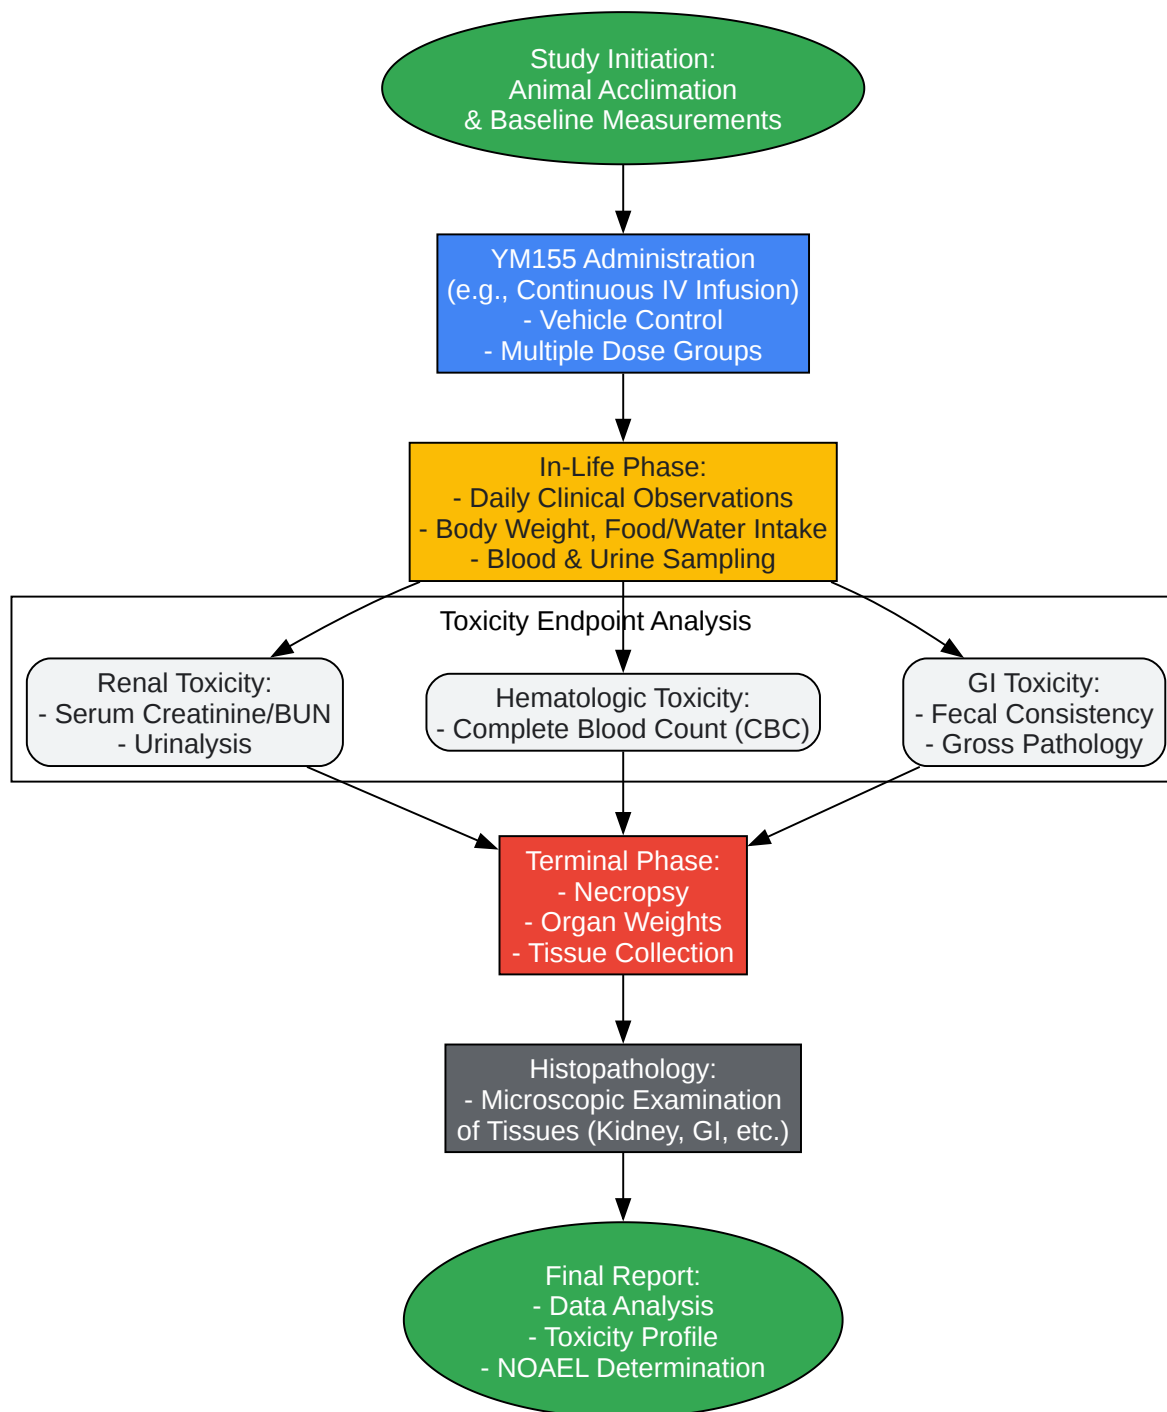 Study Initiation:
Animal Acclimation
& Baseline Measurements
YM155 Administration
(e.g., Continuous IV Infusion)
- Vehicle Control
- Multiple Dose Groups
In-Life Phase:
- Daily Clinical Observations
- Body Weight, Food/Water Intake
- Blood & Urine Sampling
Toxicity Endpoint Analysis
Renal Toxicity:
- Serum Creatinine/BUN
- Urinalysis
Hematologic Toxicity:
- Complete Blood Count (CBC)
GI Toxicity:
- Fecal Consistency
- Gross Pathology
Terminal Phase:
- Necropsy
- Organ Weights
- Tissue Collection
Histopathology:
- Microscopic Examination
of Tissues (Kidney, GI, etc.)
Final Report:
- Data Analysis
- Toxicity Profile
- NOAEL Determination